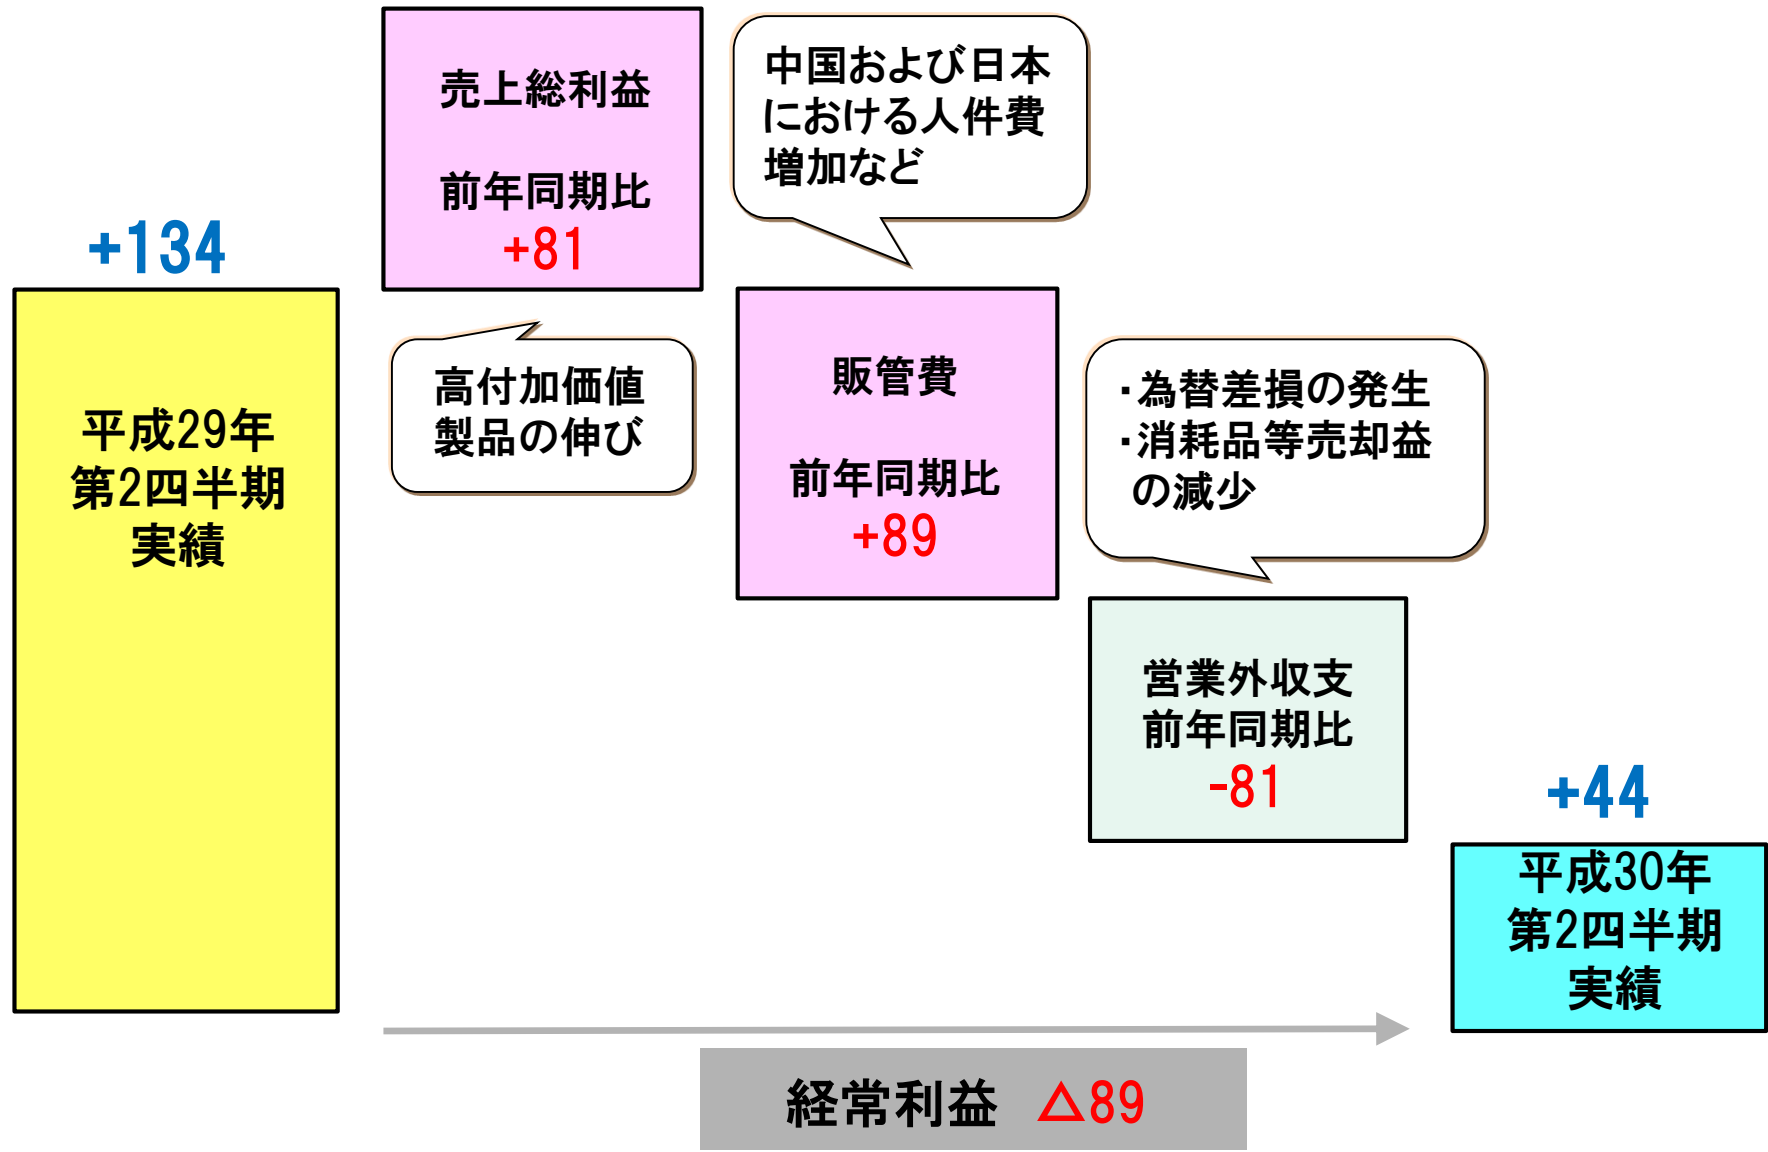 +134
平成29年
第2四半期
実績
売上総利益
前年同期比
+81
高付加価値
製品の伸び
中国および日本
における人件費
増加など
販管費
前年同期比
+89
・為替差損の発生
・消耗品等売却益
の減少
営業外収支
前年同期比
-81
+44
平成30年
第2四半期
実績
経常利益 △89